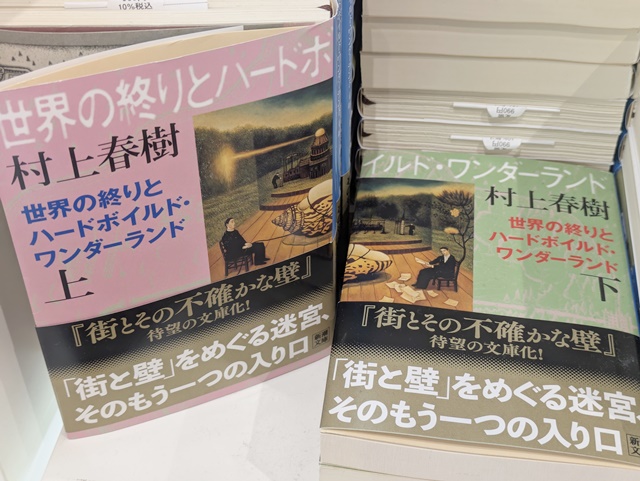 10%税込
世界の終りとハードボ
村上春樹
世界の終りと
ハードボイルド・
ワンダーランド
上
『街とその不確かな壁』
待望の文庫化!
「街と壁」をめぐる迷宮、
そのもう一つの入り口
新潮文庫
イルド・ワンダーランド
村上春樹
世界の終りと
ハードボイルド・
ワンダーランド
下
『街とその不確かな壁』
待望の文庫化!
「街と壁」をめぐる迷宮、
そのもう一つの入り口